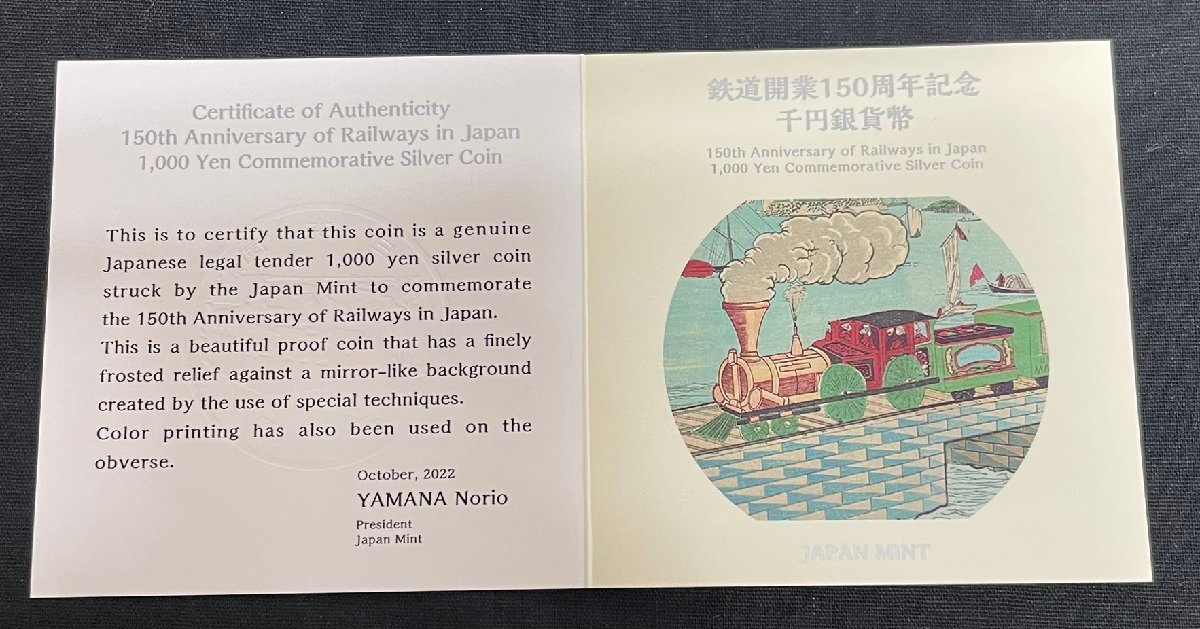 Certificate of Authenticity
150th Anniversary of Railways in Japan
1,000 Yen Commemorative Silver Coin
This is to certify that this coin is a genuine
Japanese legal tender 1,000 yen silver coin
struck by the Japan Mint to commemorate
the 150th Anniversary of Railways in Japan.
This is a beautiful proof coin that has a finely
frosted relief against a mirror-like background
created by the use of special techniques.
Color printing has also been used on the
obverse.
October, 2022
YAMANA Norio
President
Japan Mint
鉄道開業150周年記念
千円銀貨幣
150th Anniversary of Railways in Japan
1,000 Yen Commemorative Silver Coin
JAPAN MINT